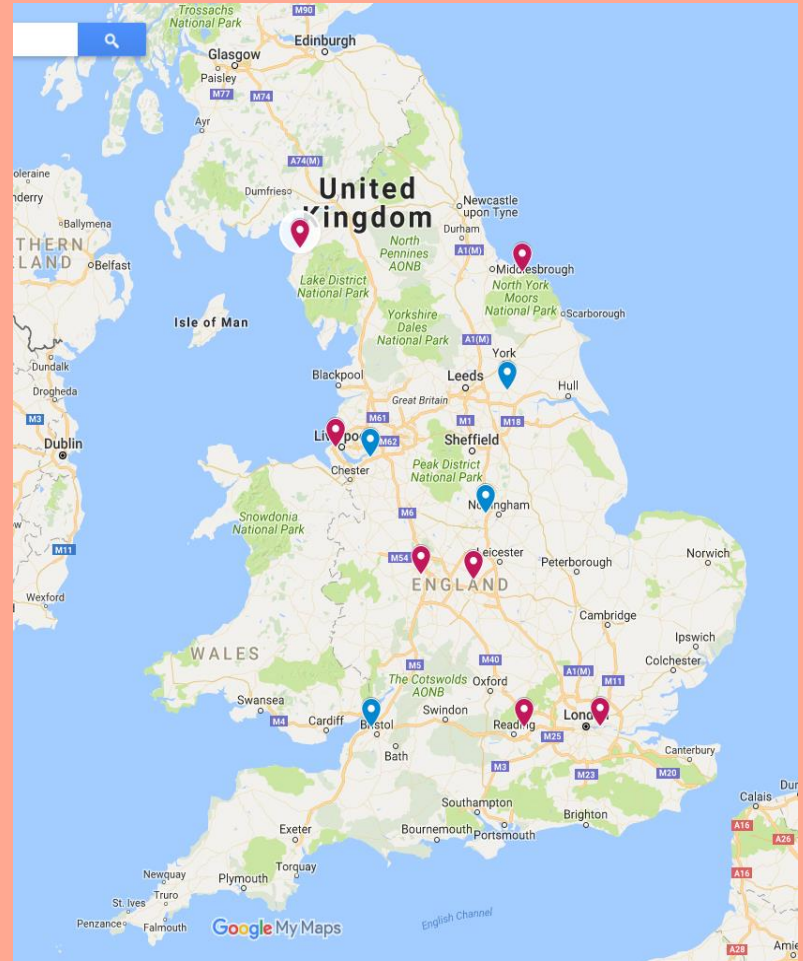 Trossachs
National Park
M90
Glasgow
Edinburgh
Paisley
M77
M74
Ayr
A74(M)
Dumfries
United
Kingdom
Newcastle
upon Tyne
oleraine
nderry
Ballymena
THERN
LAND
Belfast
North
Pennines
AONB
Durham
A1(M)
Middlesbrough
Lake District
National Park
North York
Moors
National Park
Scarborough
Isle of Man
Yorkshire
Dales
National Park
A1(M)
York
Dundalk
Drogheda
Blackpool
Leeds
Hull
Great Britain
M3
M61
M1
M18
Dublin
M62
Sheffield
Chester
Peak District
National Park
Snowdonia
National Park
M6
M11
M54
Leicester
Peterborough
Norwich
ENGLAND
Wexford
Cambridge
Ipswich
WALES
M5
M40
A1(M)
M11
Colchester
The Cotswolds
AONB
Oxford
Swansea
M4
Cardiff
Swindon
Bristol
Reading
London
M25
Bath
M3
M23
M20
Canterbury
Southampton
Calais
Dun
Exeter
Bournemouth
Portsmouth
Brighton
A16
A26
Torquay
Newquay
Plymouth
A16
St. Ives
Truro
Penzance
Falmouth
Google My Maps
English Channel
A28
Amie